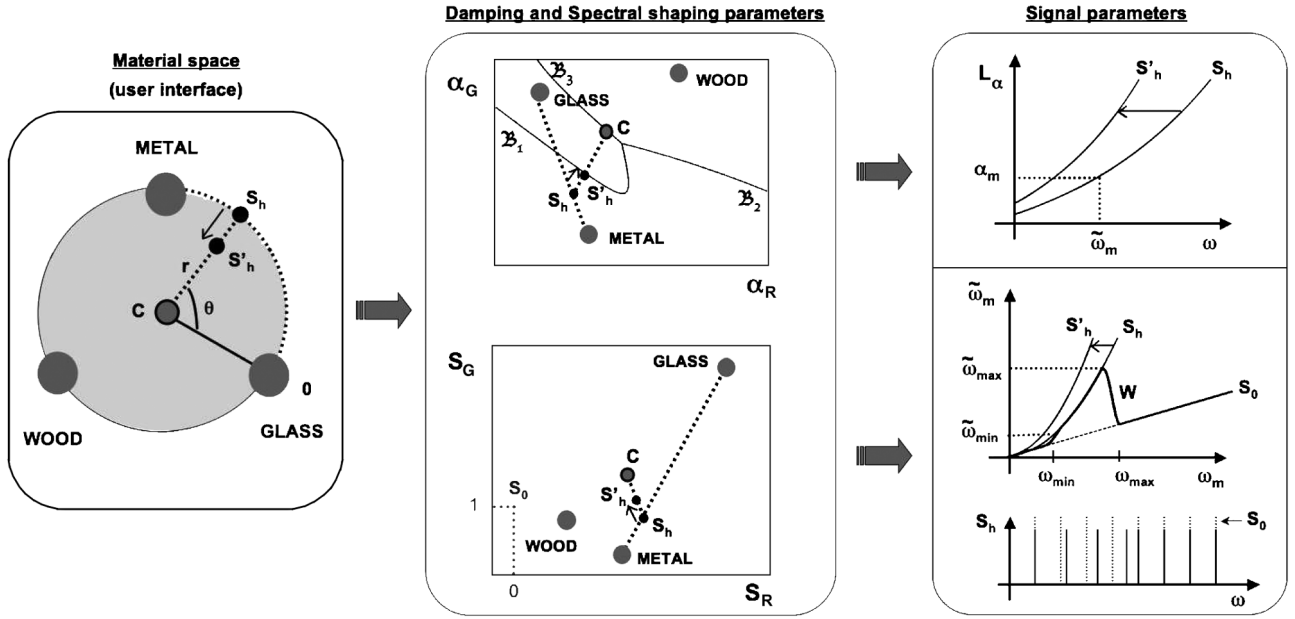 Material space
(user interface)
METAL
S_h
S'_h
r
C
θ
0
WOOD
GLASS
Damping and Spectral shaping parameters
α_G
ℬ_3
WOOD
GLASS
C
ℬ_1
S_h
S'_h
ℬ_2
METAL
α_R
S_G
GLASS
C
1
S_0
S'_h
S_h
WOOD
METAL
0
S_R
Signal parameters
L_α
S'_h
S_h
α_m
ω̃_m
ω
ω̃_m
S'_h
S_h
ω̃_max
W
S_0
ω̃_min
ω_min
ω_max
ω_m
S_h
S_0
ω